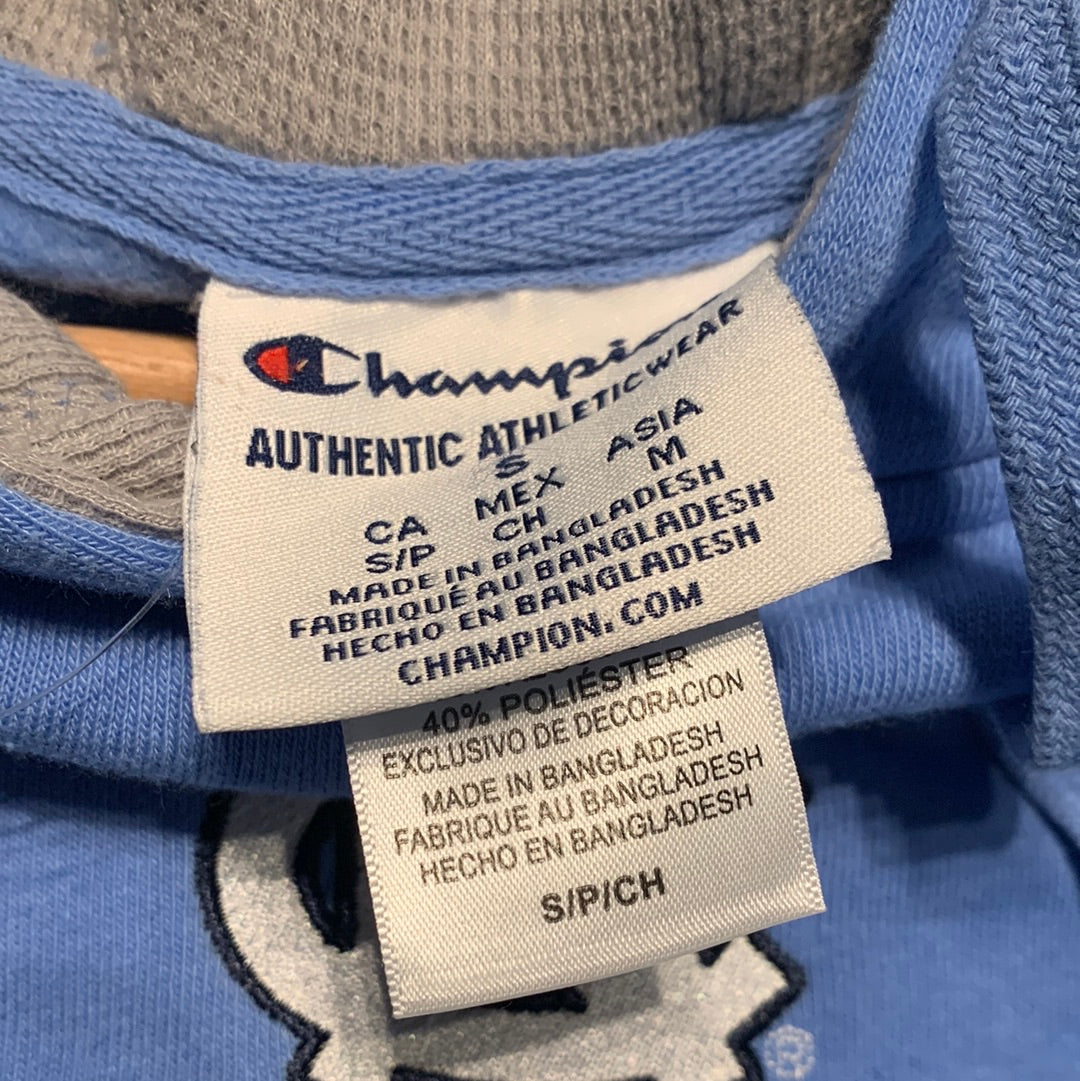 Champion
AUTHENTIC ATHLETICWEAR
S
CA MEX ASIA
S/P CH M
MADE IN BANGLADESH
FABRIQUÉ AU BANGLADESH
HECHO EN BANGLADESH
CHAMPION.COM
40% POLIÉSTER
EXCLUSIVO DE DECORACION
MADE IN BANGLADESH
FABRIQUE AU BANGLADESH
HECHO EN BANGLADESH
S/P/CH